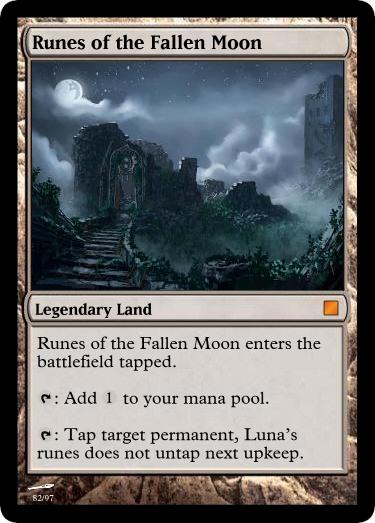 Runes of the Fallen Moon
Legendary Land
Runes of the Fallen Moon enters the
battlefield tapped.
: Add 1 to your mana pool.
: Tap target permanent, Luna's
runes does not untap next upkeep.
82/97